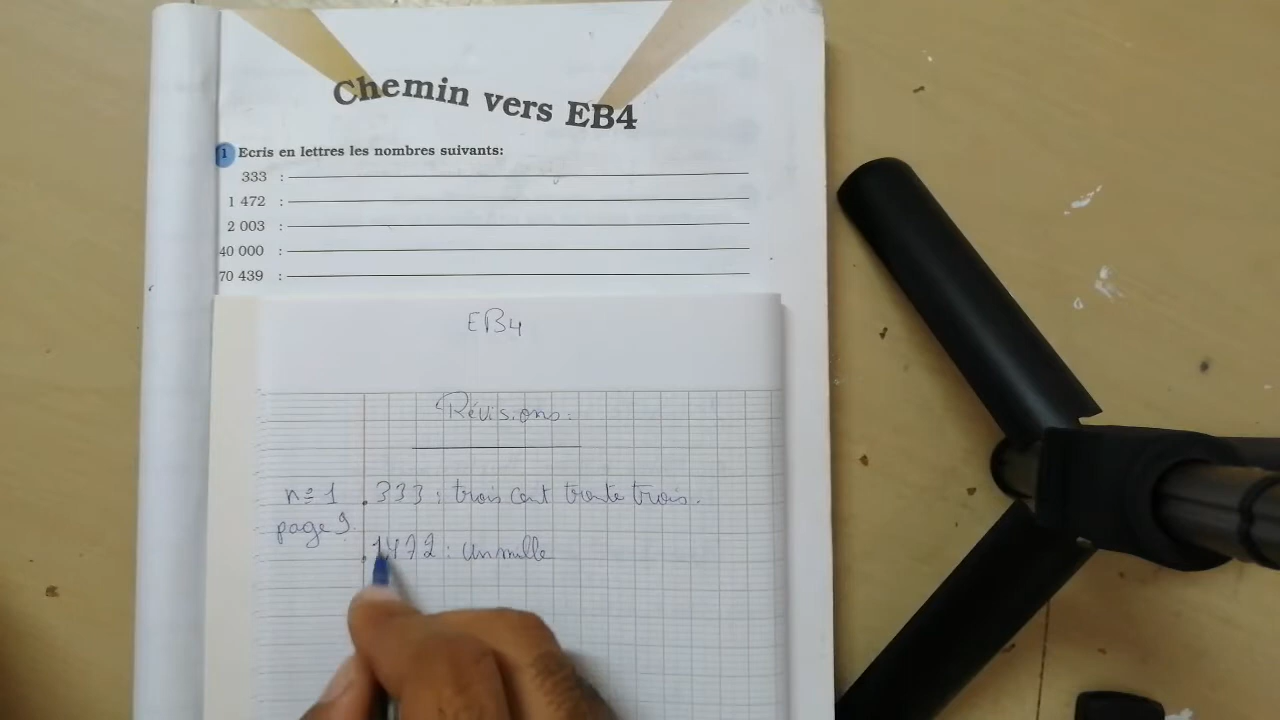 Chemin vers EB4
1 Ecris en lettres les nombres suivants:
333 :
1 472 :
2 003 :
40 000 :
70 439 :
EB4
Révisions:
n° 1 .333 : trois cent trente trois.
page 9
.1472 : Un mille